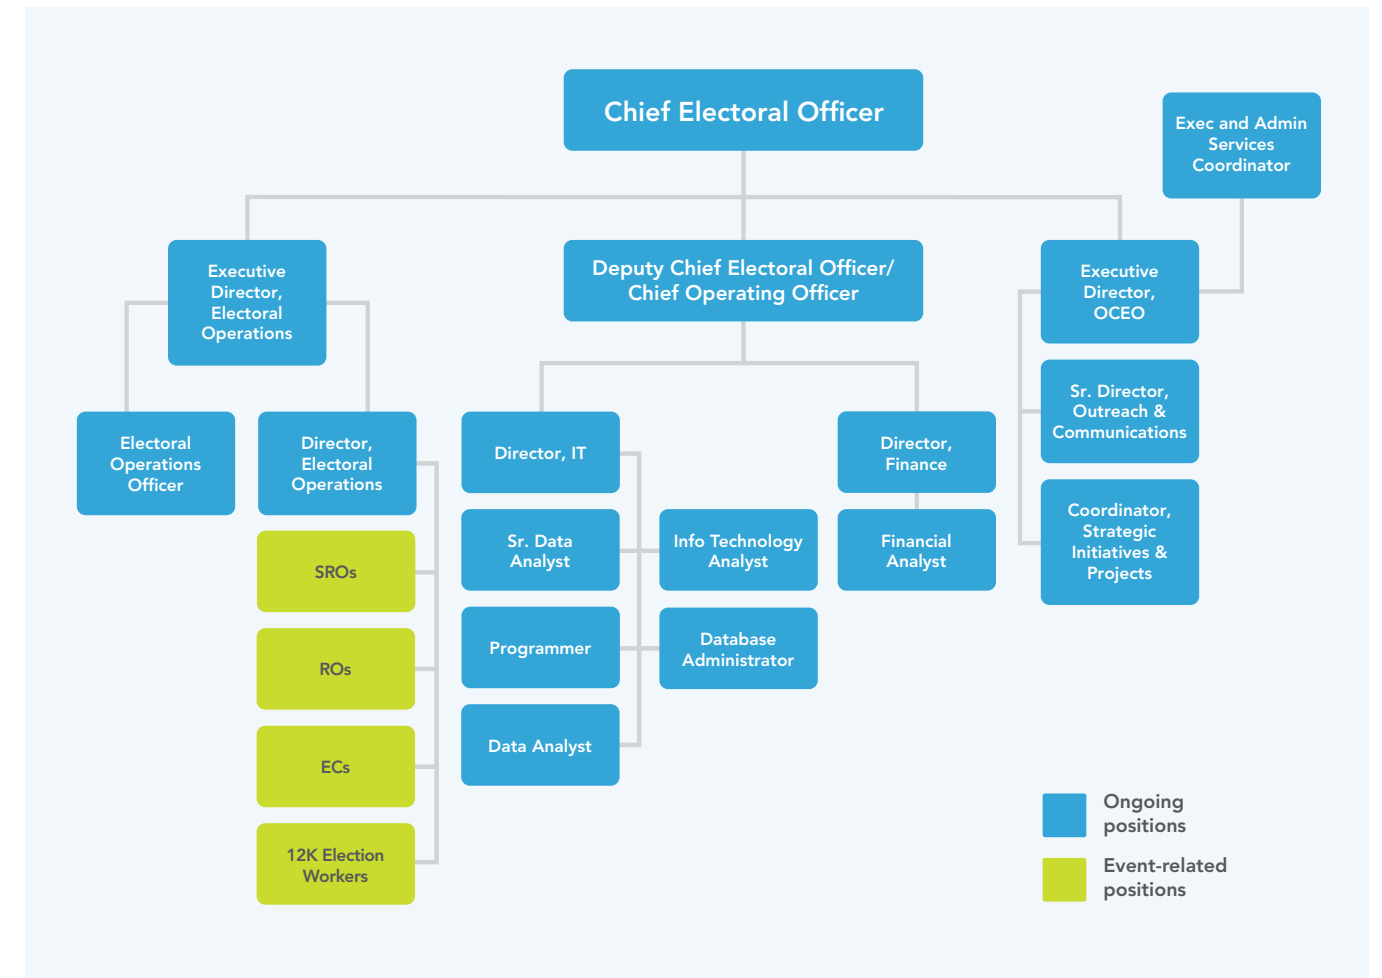 Chief Electoral Officer
Exec and Admin
Services
Coordinator
Executive
Director,
Electoral
Operations
Deputy Chief Electoral Officer/
Chief Operating Officer
Executive
Director,
OCEO
Electoral
Operations
Officer
Director,
Electoral
Operations
SROs
ROs
ECs
12K Election
Workers
Director, IT
Sr. Data
Analyst
Programmer
Data Analyst
Info Technology
Analyst
Database
Administrator
Director,
Finance
Financial
Analyst
Sr. Director,
Outreach &
Communications
Coordinator,
Strategic
Initiatives &
Projects
Ongoing
positions
Event-related
positions